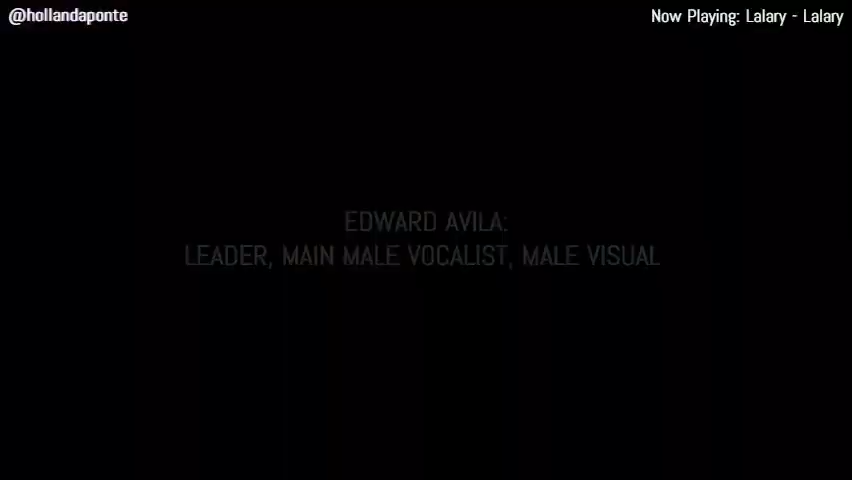 @hollandaponte
Now Playing: Lalary - Lalary
EDWARD AVILA:
LEADER, MAIN MALE VOCALIST, MALE VISUAL